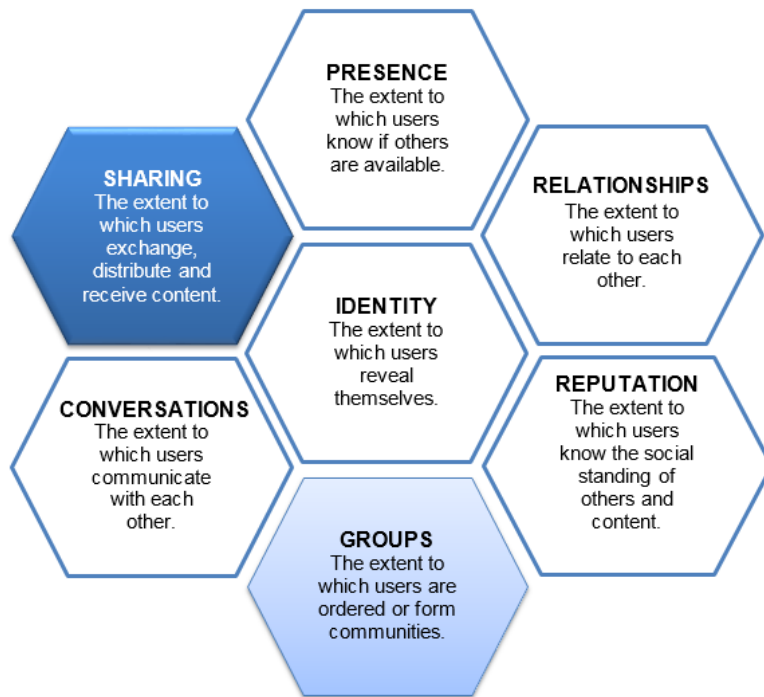 PRESENCE
The extent to
which users
know if others
are available.
SHARING
The extent to
which users
exchange,
distribute and
receive content.
RELATIONSHIPS
The extent to
which users
relate to each
other.
IDENTITY
The extent to
which users
reveal
themselves.
CONVERSATIONS
The extent to
which users
communicate
with each
other.
REPUTATION
The extent to
which users
know the social
standing of
others and
content.
GROUPS
The extent to
which users are
ordered or form
communities.